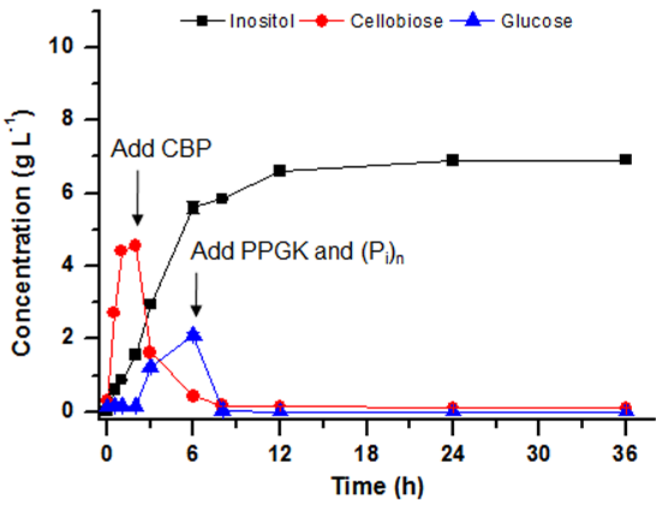 Inositol Cellobiose Glucose
10
8
6
4
2
0
Concentration (g L⁻¹)
Add CBP
Add PPGK and (Pᵢ)ₙ
0 6 12 18 24 30 36
Time (h)